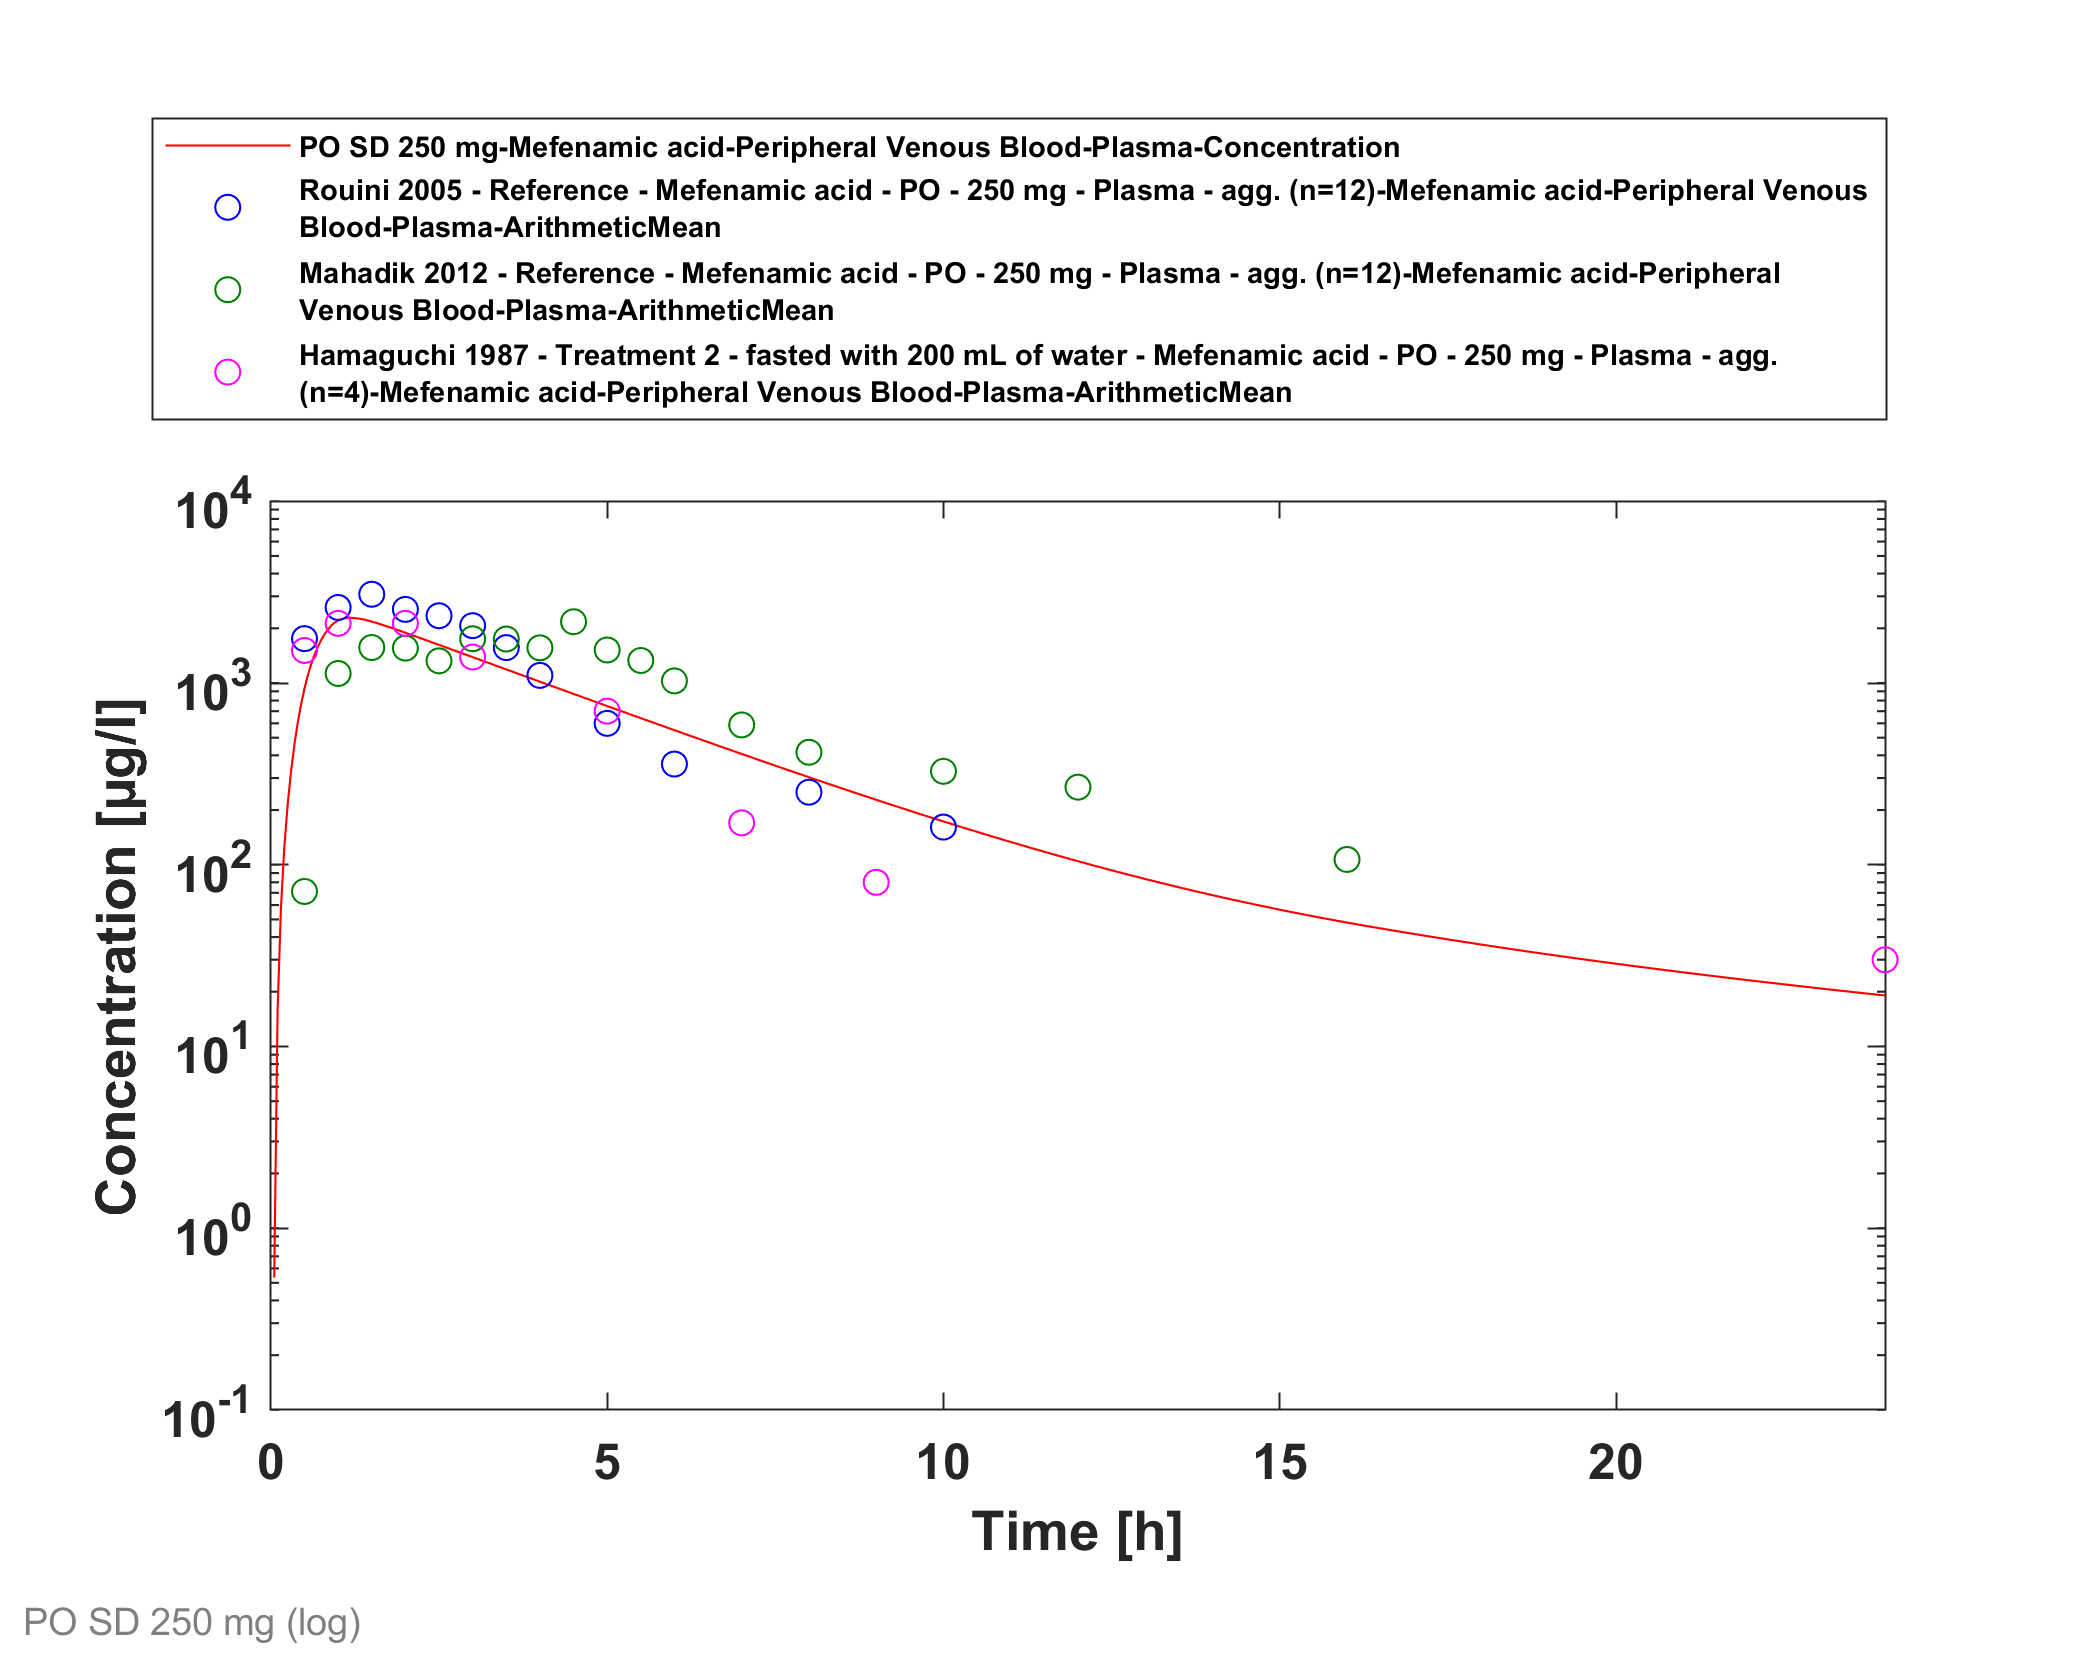 PO SD 250 mg-Mefenamic acid-Peripheral Venous Blood-Plasma-Concentration
Rouini 2005 - Reference - Mefenamic acid - PO - 250 mg - Plasma - agg. (n=12)-Mefenamic acid-Peripheral Venous
Blood-Plasma-ArithmeticMean
Mahadik 2012 - Reference - Mefenamic acid - PO - 250 mg - Plasma - agg. (n=12)-Mefenamic acid-Peripheral
Venous Blood-Plasma-ArithmeticMean
Hamaguchi 1987 - Treatment 2 - fasted with 200 mL of water - Mefenamic acid - PO - 250 mg - Plasma - agg.
(n=4)-Mefenamic acid-Peripheral Venous Blood-Plasma-ArithmeticMean
10^4
10^3
10^2
10^1
10^0
10^-1
Concentration [µg/l]
0 5 10 15 20
Time [h]
PO SD 250 mg (log)